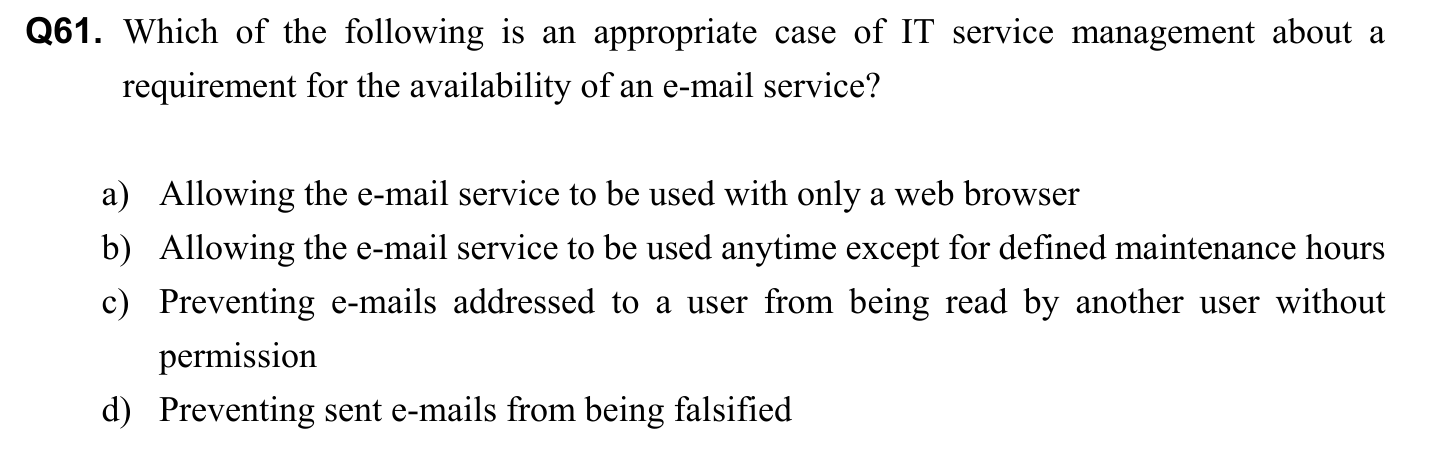 Q61. Which of the following is an appropriate case of IT service management about a
requirement for the availability of an e-mail service?
a) Allowing the e-mail service to be used with only a web browser
b) Allowing the e-mail service to be used anytime except for defined maintenance hours
c) Preventing e-mails addressed to a user from being read by another user without
permission
d) Preventing sent e-mails from being falsified